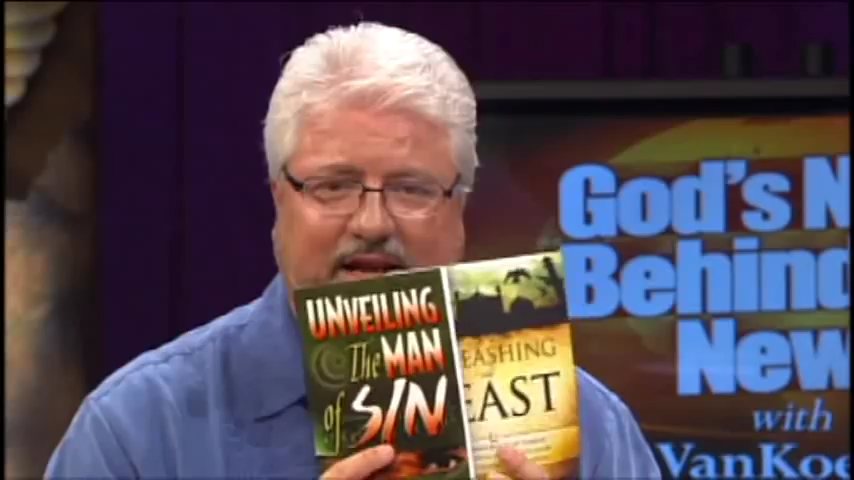 UNVEILING
The MAN
of SIN
EASHING
EAST
God's N
Behind
New
with
VanKoe